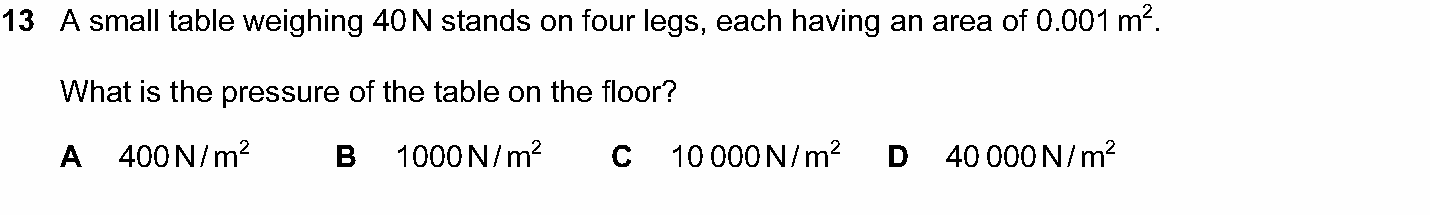 13 A small table weighing 40 N stands on four legs, each having an area of 0.001 m².
What is the pressure of the table on the floor?
A 400 N / m² B 1000 N / m² C 10 000 N / m² D 40 000 N / m²